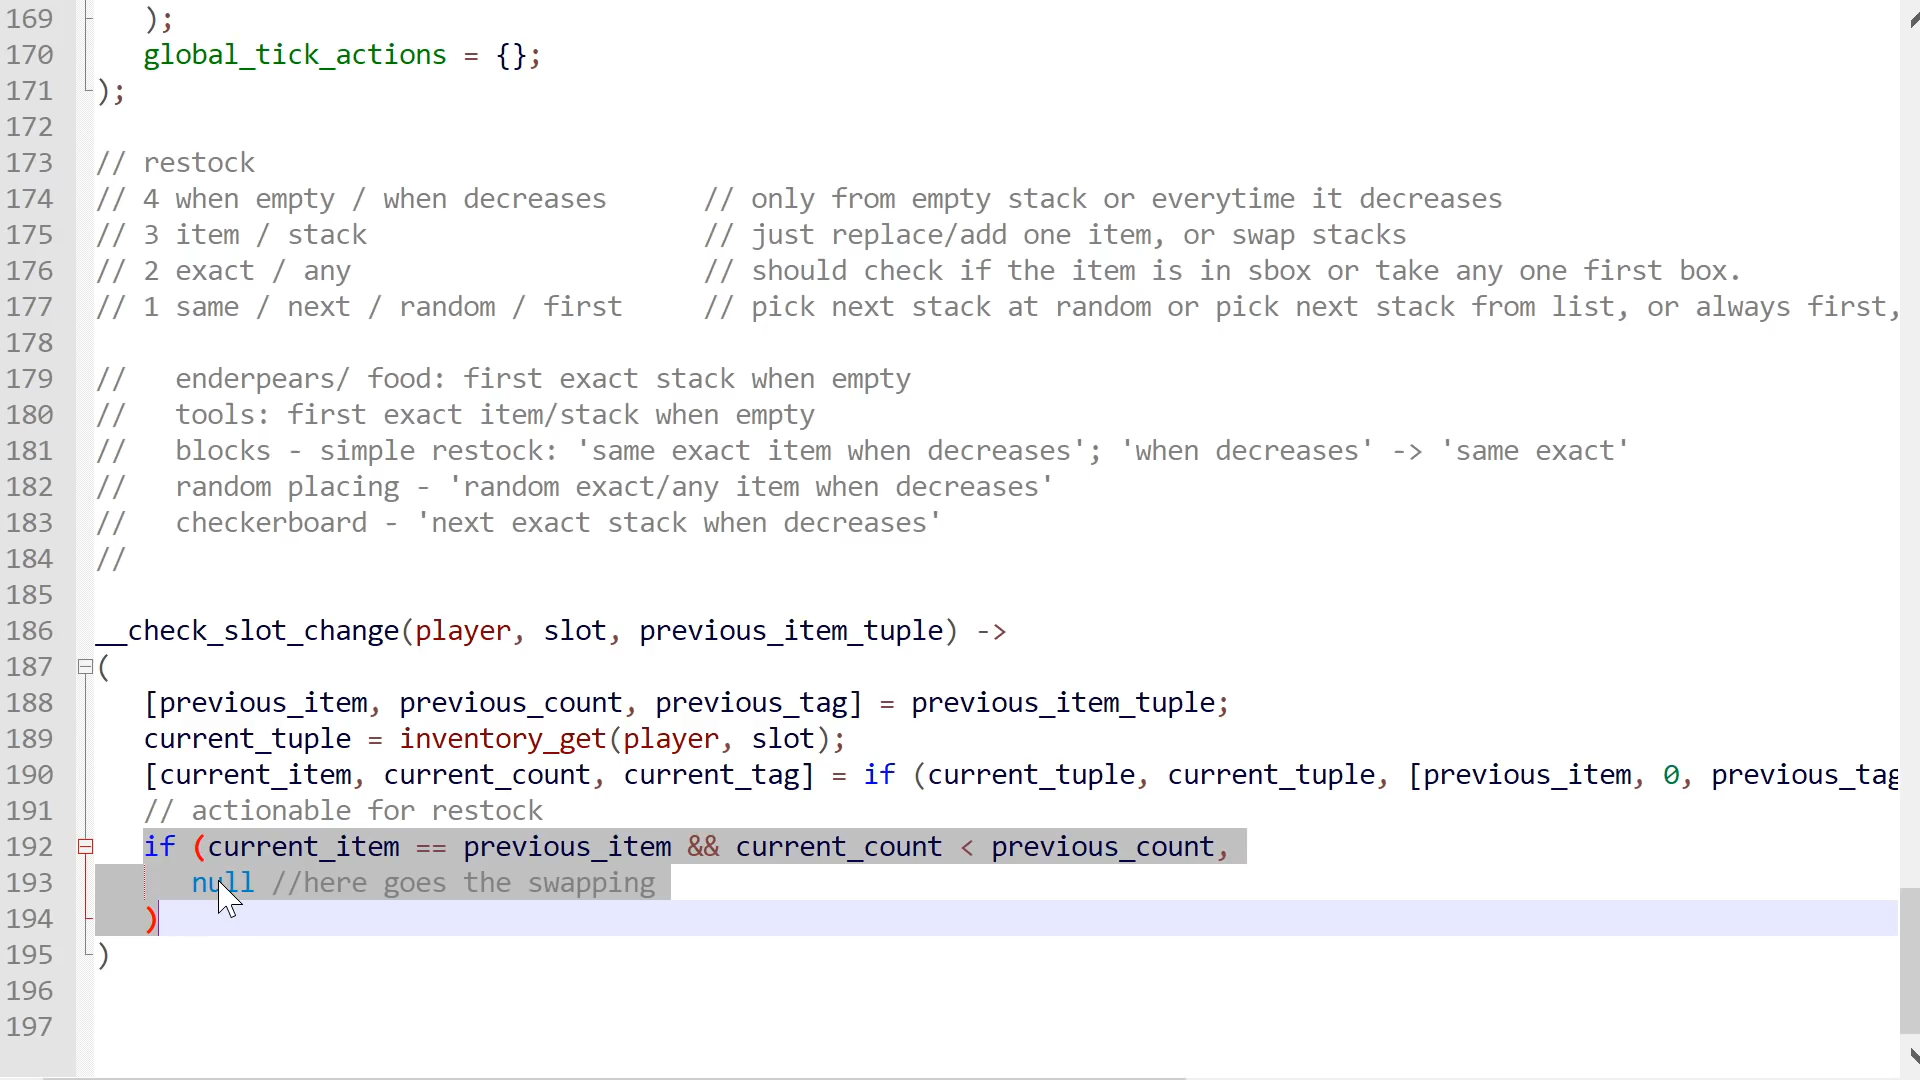 169 );
170 global_tick_actions = {};
171 );
172
173 // restock
174 // 4 when empty / when decreases // only from empty stack or everytime it decreases
175 // 3 item / stack // just replace/add one item, or swap stacks
176 // 2 exact / any // should check if the item is in sbox or take any one first box.
177 // 1 same / next / random / first // pick next stack at random or pick next stack from list, or always first,
178
179 // enderpears/ food: first exact stack when empty
180 // tools: first exact item/stack when empty
181 // blocks - simple restock: 'same exact item when decreases'; 'when decreases' -> 'same exact'
182 // random placing - 'random exact/any item when decreases'
183 // checkerboard - 'next exact stack when decreases'
184 //
185
186 __check_slot_change(player, slot, previous_item_tuple) ->
187 (
188 [previous_item, previous_count, previous_tag] = previous_item_tuple;
189 current_tuple = inventory_get(player, slot);
190 [current_item, current_count, current_tag] = if (current_tuple, current_tuple, [previous_item, 0, previous_tag
191 // actionable for restock
192 if (current_item == previous_item && current_count < previous_count,
193 null //here goes the swapping
194 )
195 )
196
197